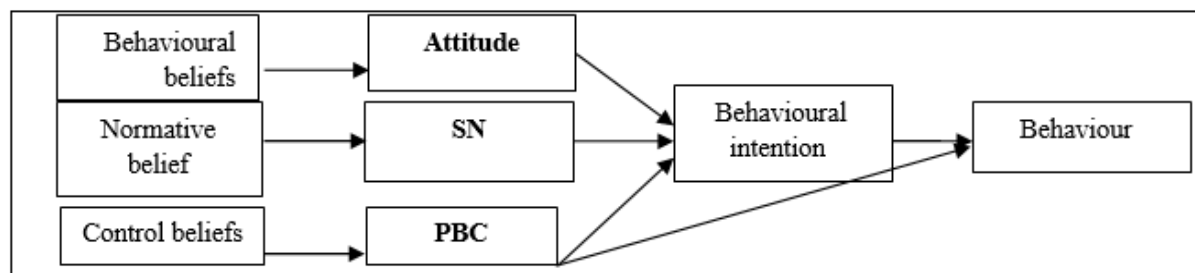 Behavioural
beliefs
Attitude
Normative
belief
SN
Behavioural
intention
Behaviour
Control beliefs
PBC